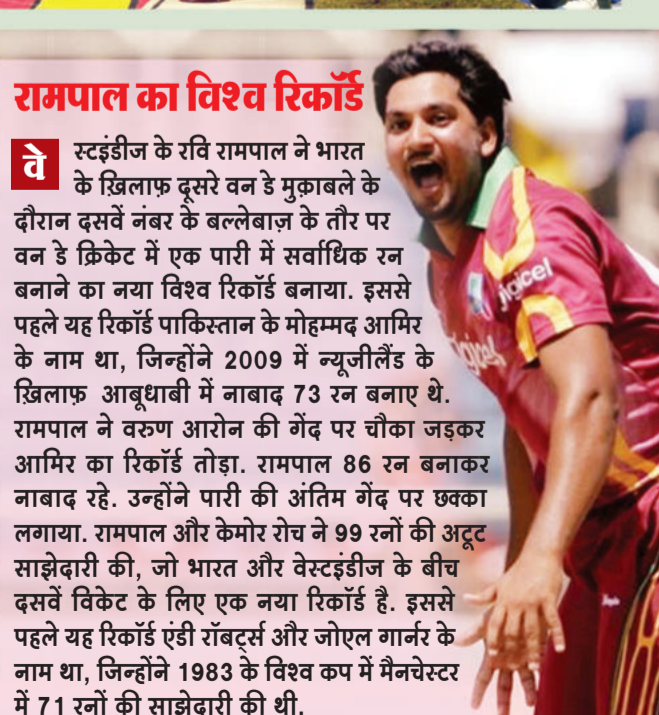 रामपाल का विश्व रिकॉर्ड
वेस्टइंडीज के रवि रामपाल ने भारत
के ख़िलाफ़ दूसरे वन डे मुक़ाबले के
दौरान दसवें नंबर के बल्लेबाज़ के तौर पर
वन डे क्रिकेट में एक पारी में सर्वाधिक रन
बनाने का नया विश्व रिकॉर्ड बनाया. इससे
पहले यह रिकॉर्ड पाकिस्तान के मोहम्मद आमिर
के नाम था, जिन्होंने 2009 में न्यूजीलैंड के
ख़िलाफ़ आबूधाबी में नाबाद 73 रन बनाए थे.
रामपाल ने वरुण आरोन की गेंद पर चौका जड़कर
आमिर का रिकॉर्ड तोड़ा. रामपाल 86 रन बनाकर
नाबाद रहे. उन्होंने पारी की अंतिम गेंद पर छक्का
लगाया. रामपाल और केमोर रोच ने 99 रनों की अटूट
साझेदारी की, जो भारत और वेस्टइंडीज के बीच
दसवें विकेट के लिए एक नया रिकॉर्ड है. इससे
पहले यह रिकॉर्ड एंडी रॉबर्ट्स और जोएल गार्नर के
नाम था, जिन्होंने 1983 के विश्व कप में मैनचेस्टर
में 71 रनों की साझेदारी की थी.
digicel
digicel